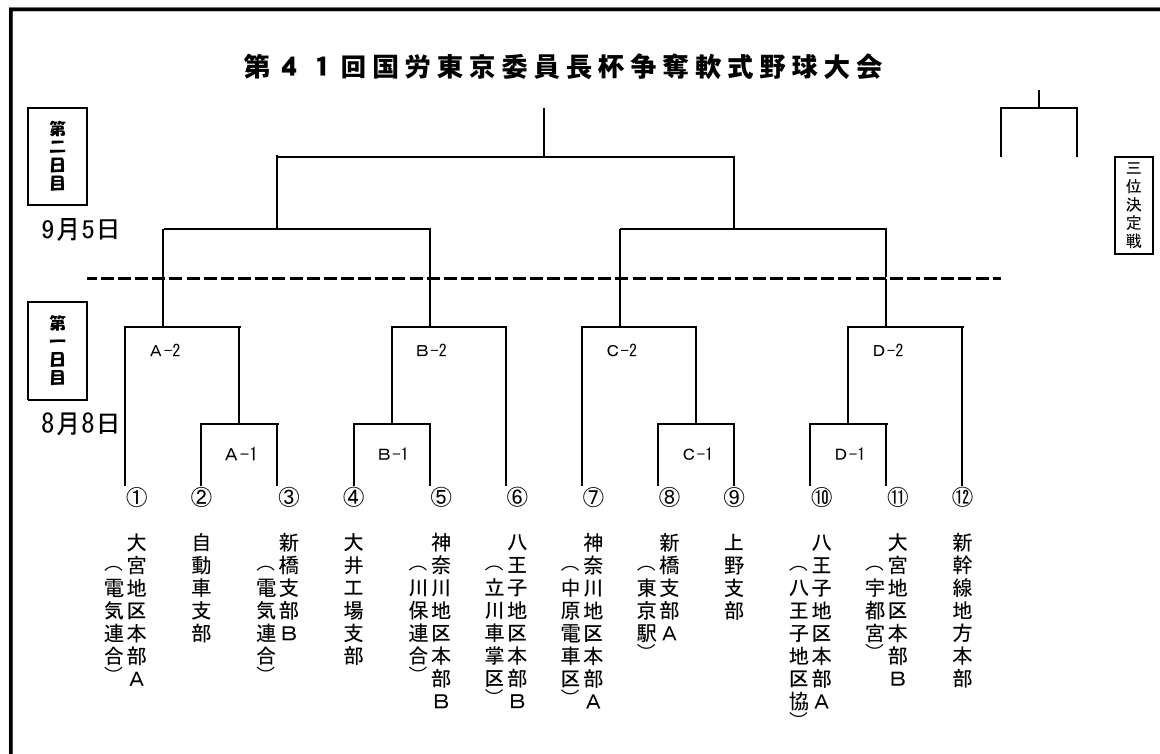 第41回国労東京委員長杯争奪軟式野球大会
第二日目
9月5日
三位決定戦
第一日目
8月8日
A-2
B-2
C-2
D-2
A-1
B-1
C-1
D-1
①
②
③
④
⑤
⑥
⑦
⑧
⑨
⑩
⑪
⑫
大宮地区本部A
（電気連合）
自動車支部
新橋支部B
（電気連合）
大井工場支部
神奈川地区本部B
（川保連合）
八王子地区本部B
（立川車掌区）
神奈川地区本部A
（中原電車区）
新橋支部A
（東京駅）
上野支部
八王子地区本部A
（八王子地区協）
大宮地区本部B
（宇都宮）
新幹線地方本部